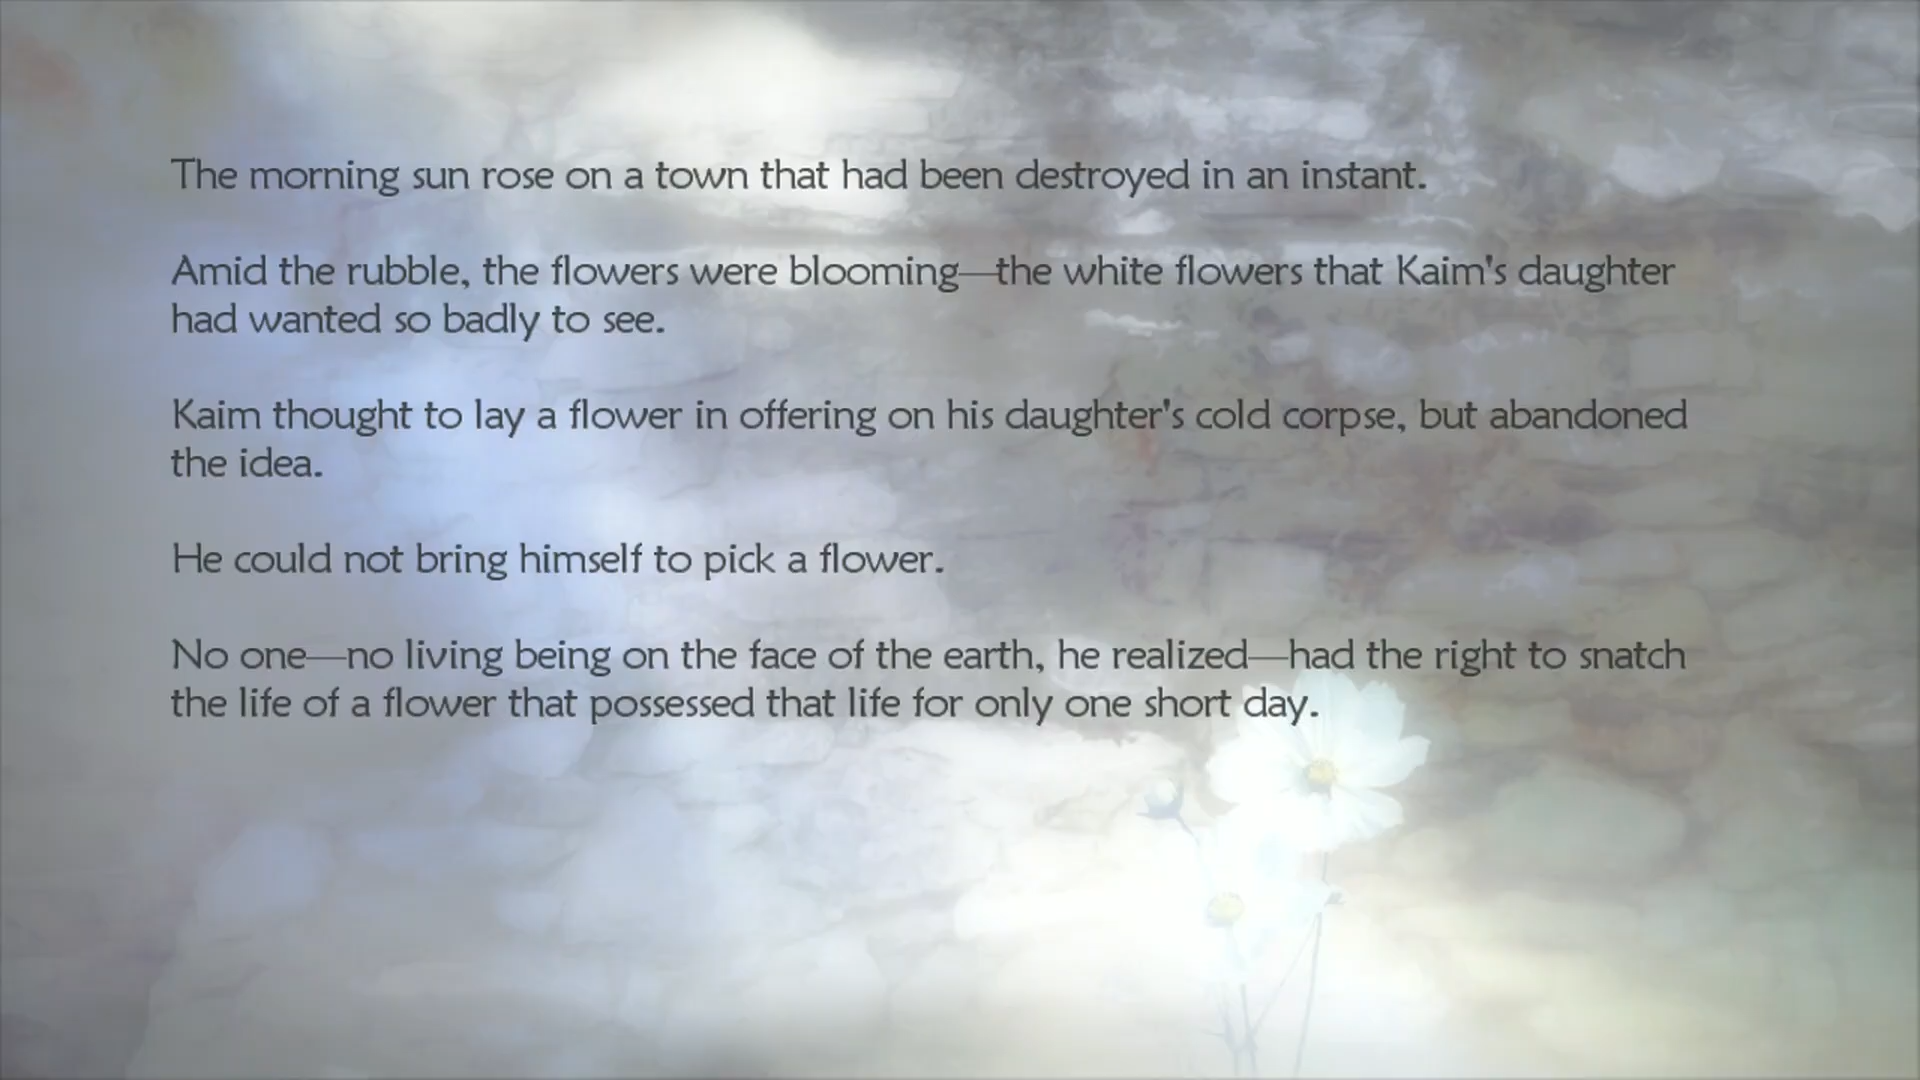 The morning sun rose on a town that had been destroyed in an instant.
Amid the rubble, the flowers were blooming—the white flowers that Kaim's daughter
had wanted so badly to see.
Kaim thought to lay a flower in offering on his daughter's cold corpse, but abandoned
the idea.
He could not bring himself to pick a flower.
No one—no living being on the face of the earth, he realized—had the right to snatch
the life of a flower that possessed that life for only one short day.